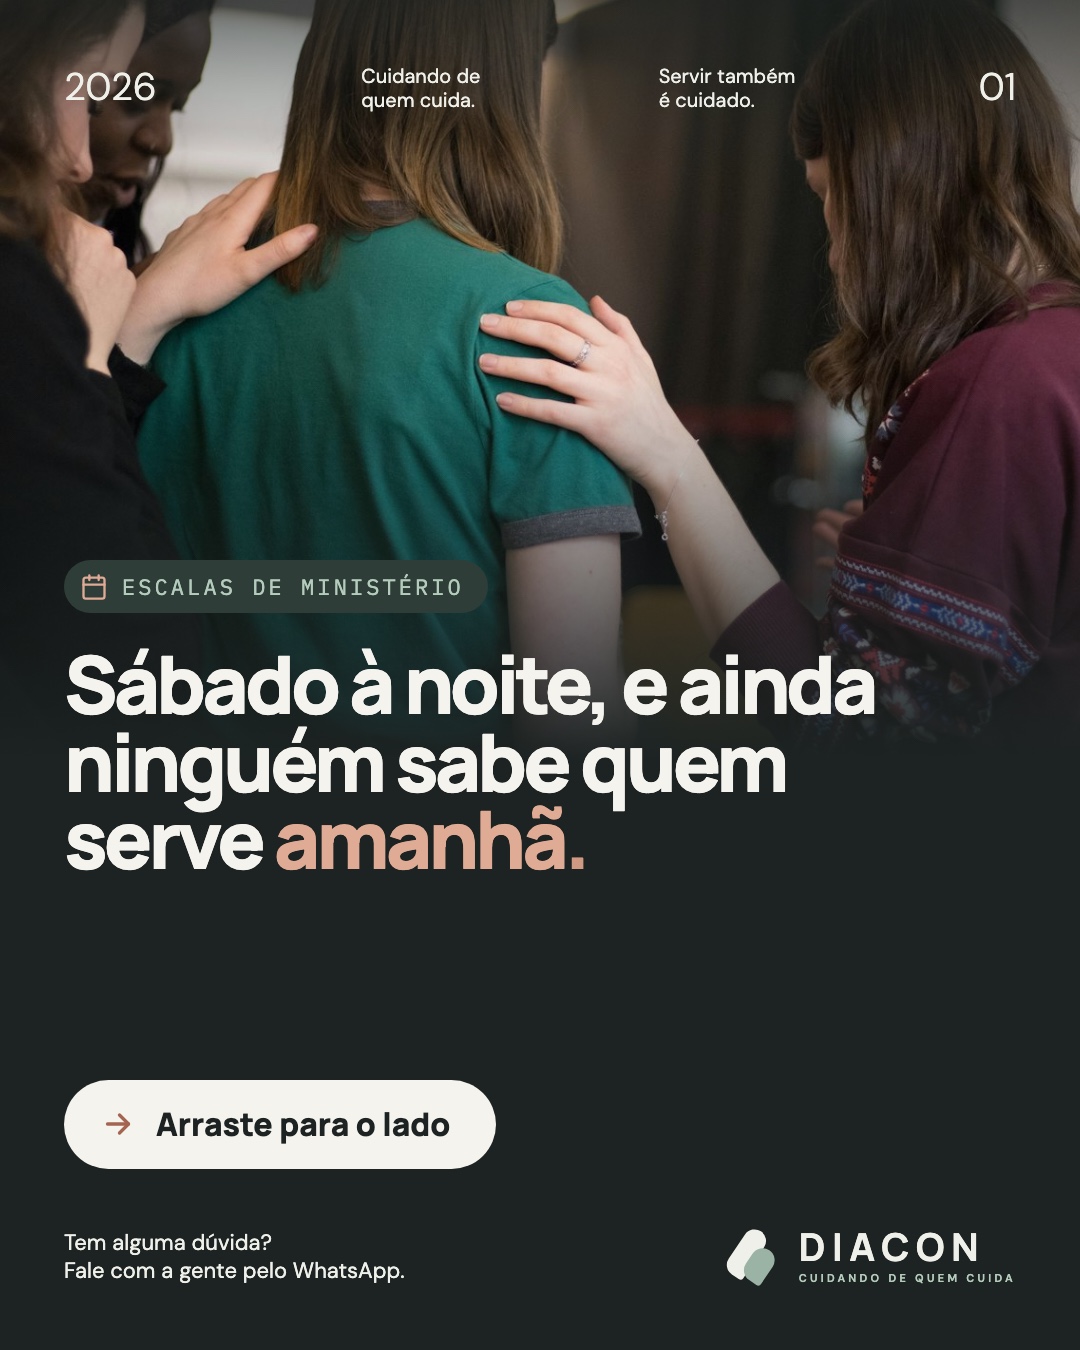 2026
Cuidando de
quem cuida.
Servir também
é cuidado.
01
ESCALAS DE MINISTÉRIO
Sábado à noite, e ainda
ninguém sabe quem
serve amanhã.
Arraste para o lado
Tem alguma dúvida?
Fale com a gente pelo WhatsApp.
DIACON
CUIDANDO DE QUEM CUIDA